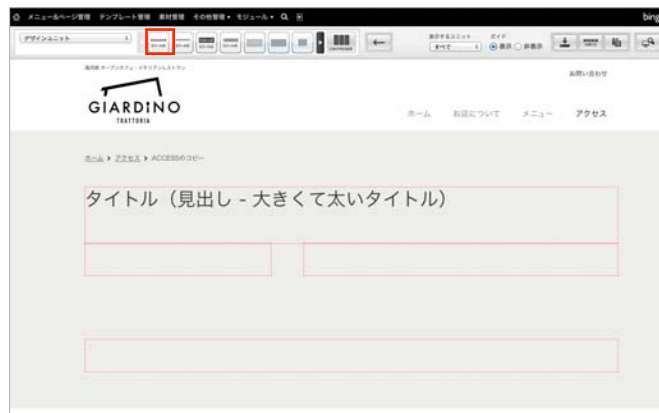 メニュー&ページ管理 テンプレート管理 素材管理 その他管理 モジュール bing
デザインユニット 表示するユニット ガイド
すべて 表示 非表示
お問い合わせ
GIARDINO
TRATTORIA
ホーム お店について メニュー アクセス
ホーム アクセス ACCESSのコピー
タイトル（見出し - 大きくて太いタイトル）